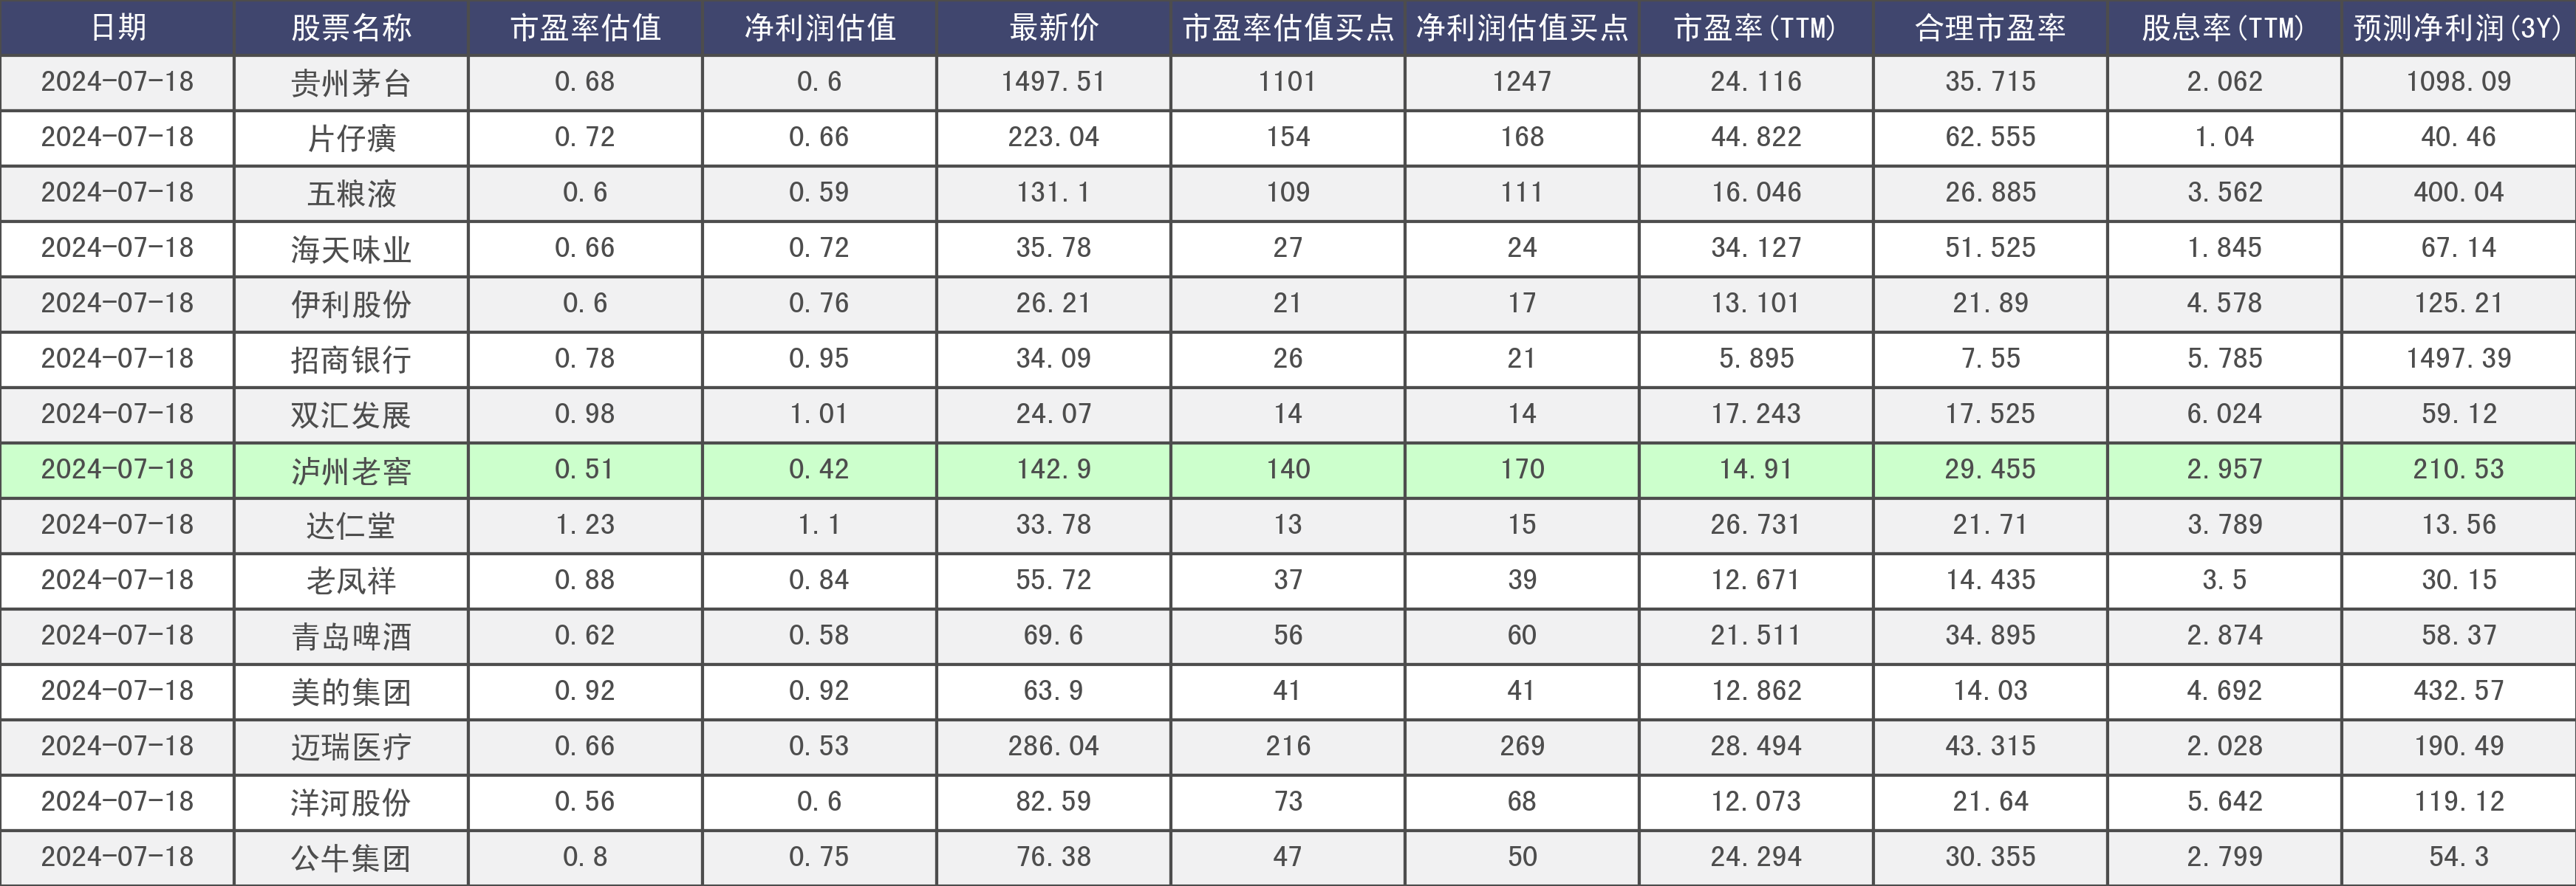 日期 股票名称 市盈率估值 净利润估值 最新价 市盈率估值买点 净利润估值买点 市盈率(TTM) 合理市盈率 股息率(TTM) 预测净利润(3Y)
2024-07-18 贵州茅台 0.68 0.6 1497.51 1101 1247 24.116 35.715 2.062 1098.09
2024-07-18 片仔癀 0.72 0.66 223.04 154 168 44.822 62.555 1.04 40.46
2024-07-18 五粮液 0.6 0.59 131.1 109 111 16.046 26.885 3.562 400.04
2024-07-18 海天味业 0.66 0.72 35.78 27 24 34.127 51.525 1.845 67.14
2024-07-18 伊利股份 0.6 0.76 26.21 21 17 13.101 21.89 4.578 125.21
2024-07-18 招商银行 0.78 0.95 34.09 26 21 5.895 7.55 5.785 1497.39
2024-07-18 双汇发展 0.98 1.01 24.07 14 14 17.243 17.525 6.024 59.12
2024-07-18 泸州老窖 0.51 0.42 142.9 140 170 14.91 29.455 2.957 210.53
2024-07-18 达仁堂 1.23 1.1 33.78 13 15 26.731 21.71 3.789 13.56
2024-07-18 老凤祥 0.88 0.84 55.72 37 39 12.671 14.435 3.5 30.15
2024-07-18 青岛啤酒 0.62 0.58 69.6 56 60 21.511 34.895 2.874 58.37
2024-07-18 美的集团 0.92 0.92 63.9 41 41 12.862 14.03 4.692 432.57
2024-07-18 迈瑞医疗 0.66 0.53 286.04 216 269 28.494 43.315 2.028 190.49
2024-07-18 洋河股份 0.56 0.6 82.59 73 68 12.073 21.64 5.642 119.12
2024-07-18 公牛集团 0.8 0.75 76.38 47 50 24.294 30.355 2.799 54.3